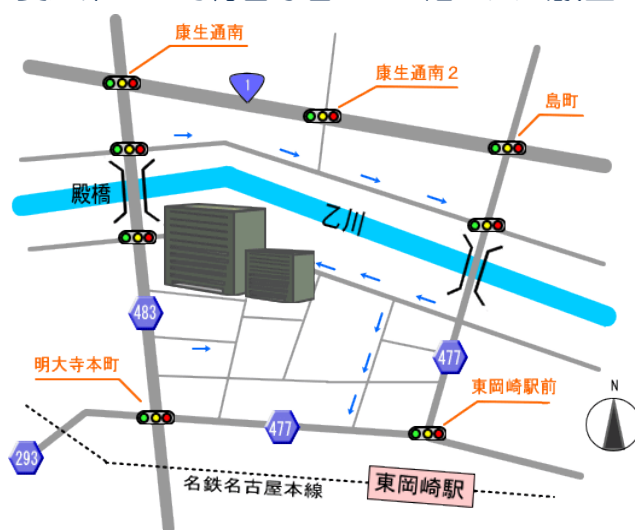 康生通南
1
康生通南2
島町
殿橋
乙川
483
明大寺本町
477
477
東岡崎駅前
N
293
名鉄名古屋本線
東岡崎駅